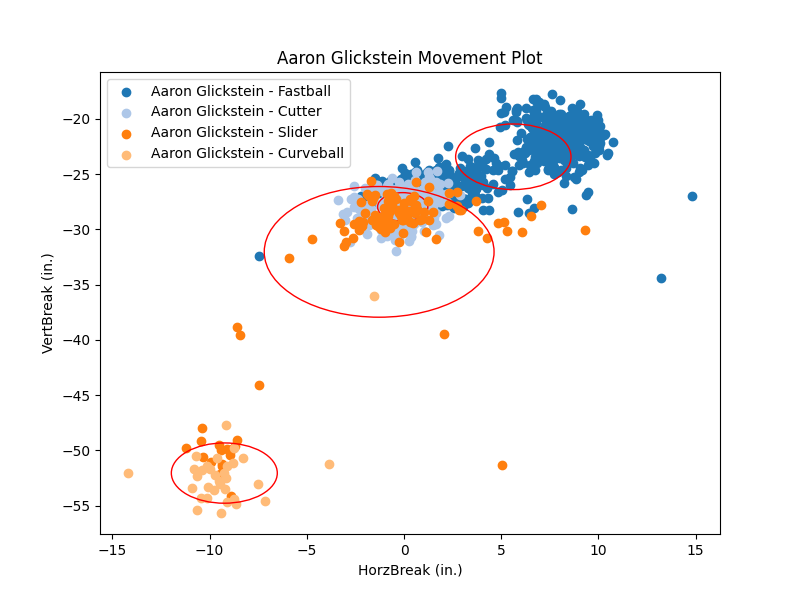 Aaron Glickstein Movement Plot
Aaron Glickstein - Fastball
Aaron Glickstein - Cutter
Aaron Glickstein - Slider
Aaron Glickstein - Curveball
VertBreak (in.)
−20
−25
−30
−35
−40
−45
−50
−55
−15 −10 −5 0 5 10 15
HorzBreak (in.)